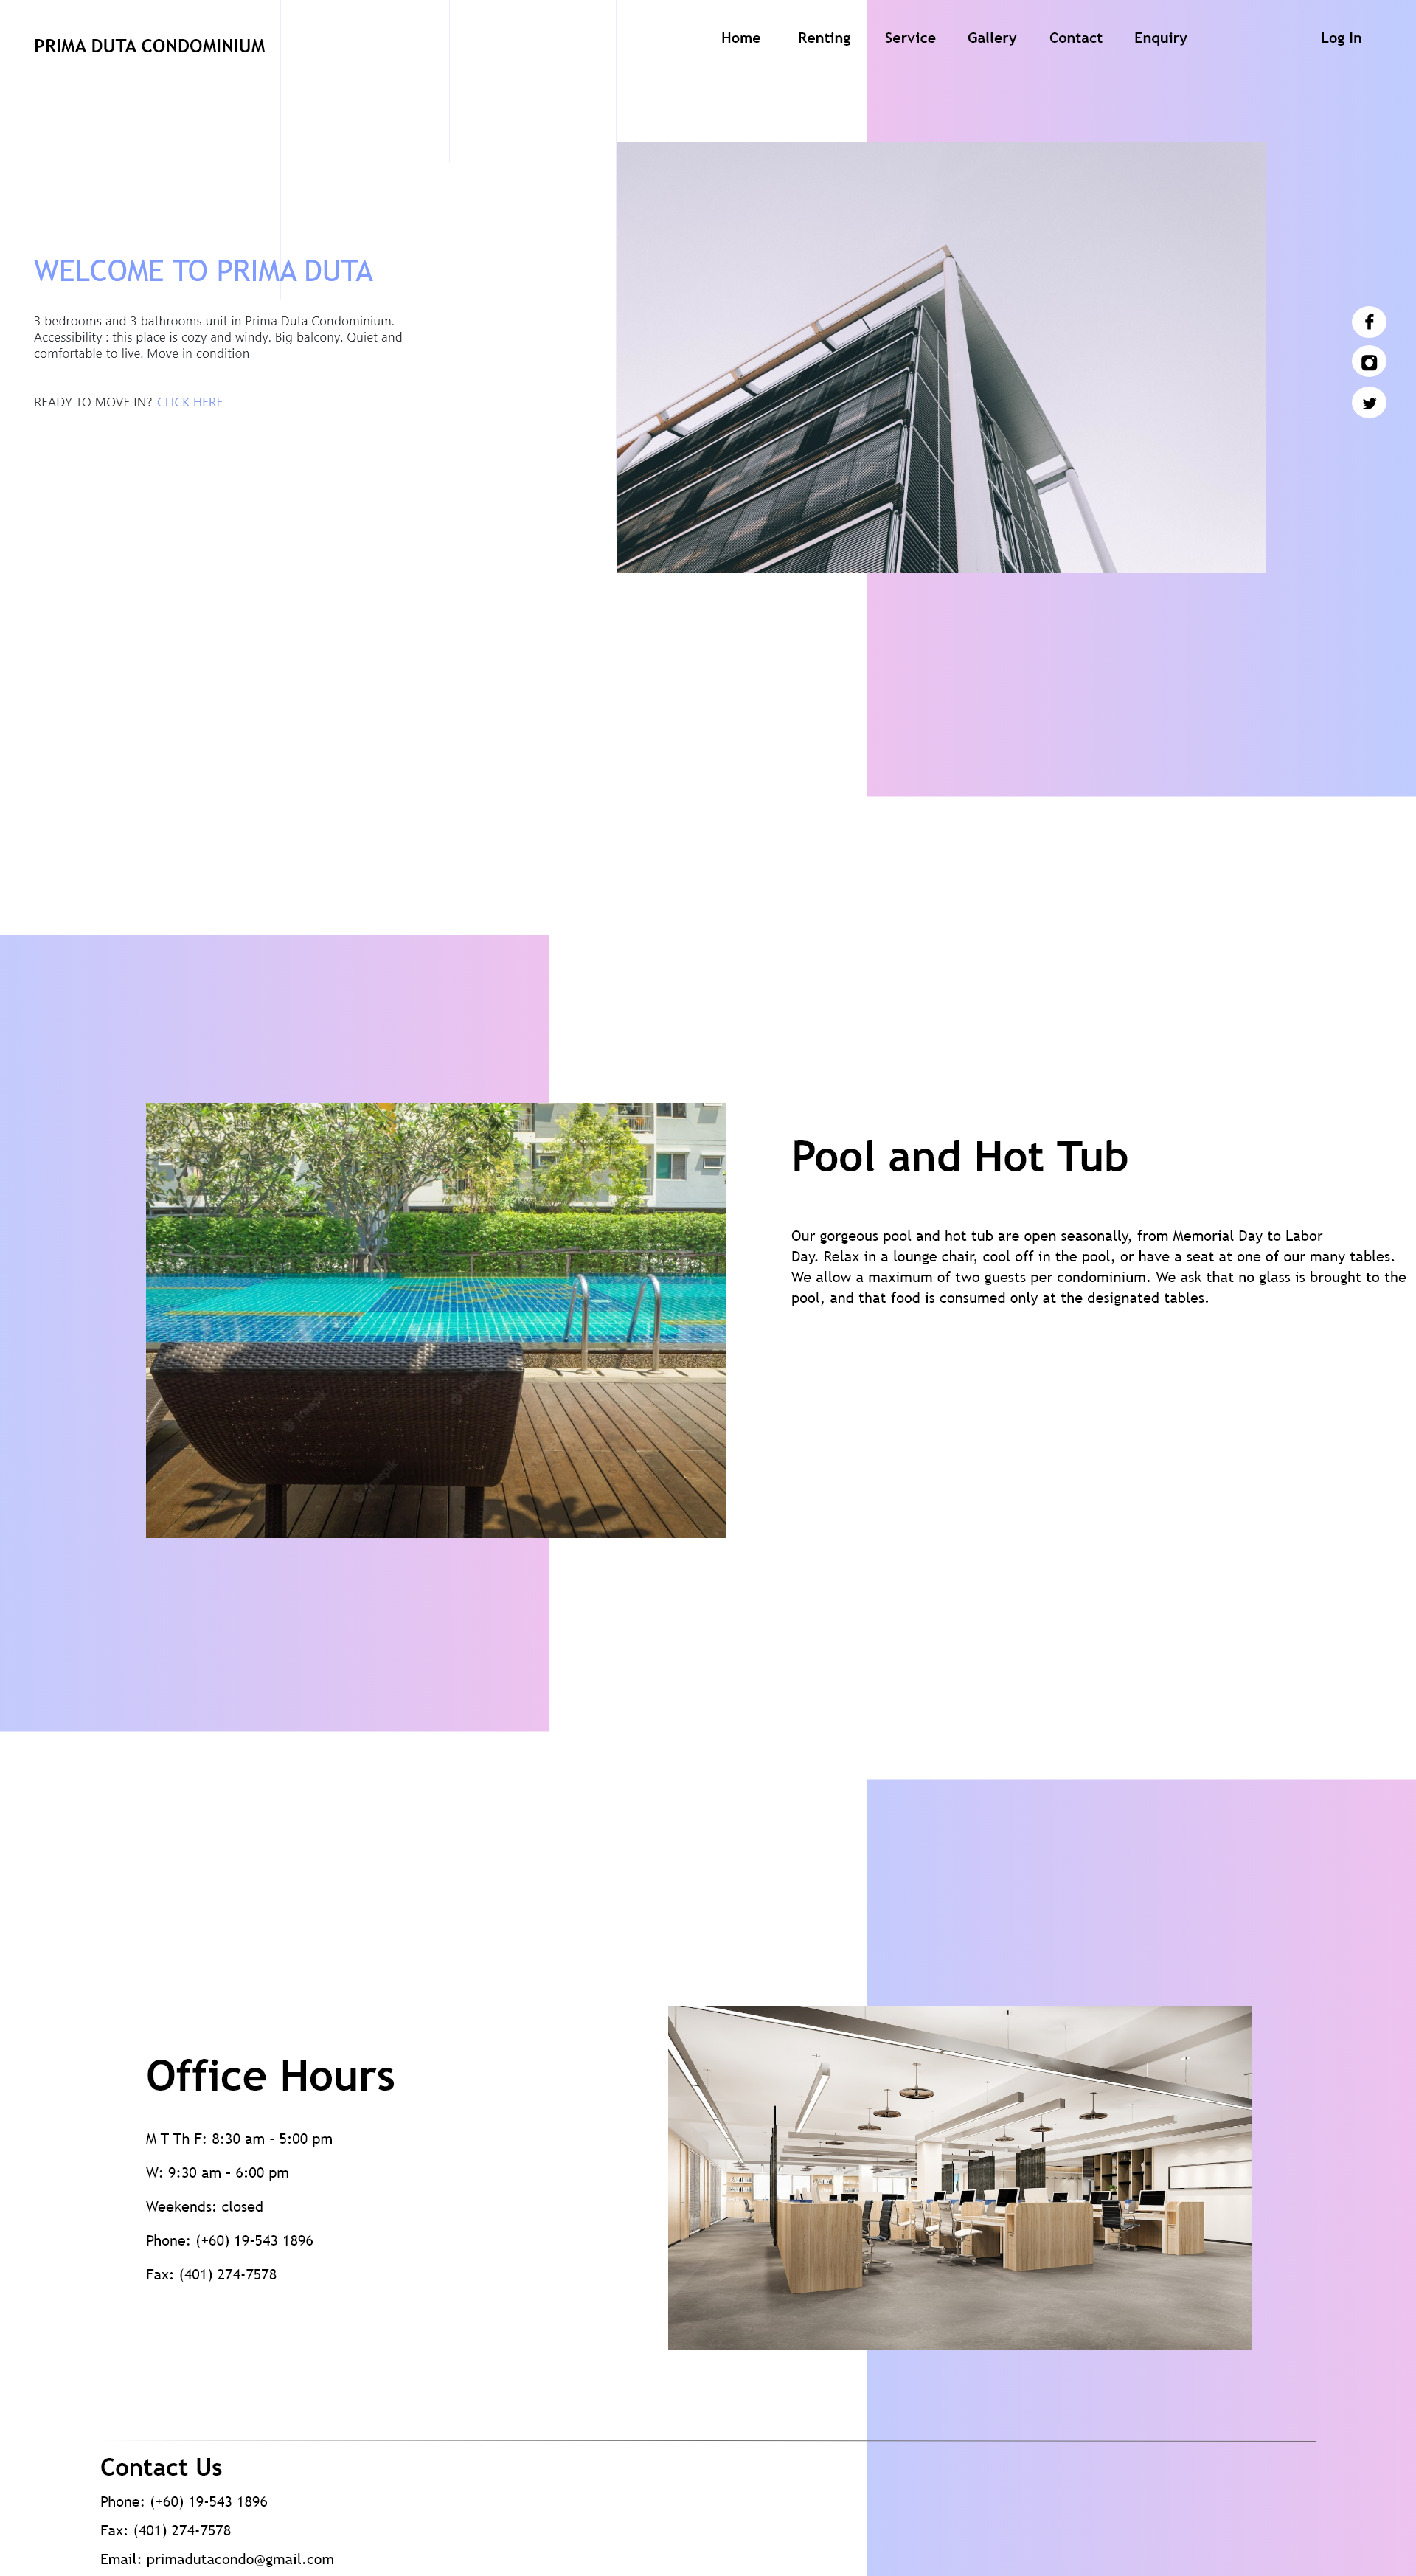 PRIMA DUTA CONDOMINIUM
Home Renting Service Gallery Contact Enquiry Log In
WELCOME TO PRIMA DUTA
3 bedrooms and 3 bathrooms unit in Prima Duta Condominium.
Accessibility : this place is cozy and windy. Big balcony. Quiet and
comfortable to live. Move in condition
READY TO MOVE IN? CLICK HERE
Pool and Hot Tub
Our gorgeous pool and hot tub are open seasonally, from Memorial Day to Labor
Day. Relax in a lounge chair, cool off in the pool, or have a seat at one of our many tables.
We allow a maximum of two guests per condominium. We ask that no glass is brought to the
pool, and that food is consumed only at the designated tables.
freepik
freepik
freepik
Office Hours
M T Th F: 8:30 am - 5:00 pm
W: 9:30 am - 6:00 pm
Weekends: closed
Phone: (+60) 19-543 1896
Fax: (401) 274-7578
Contact Us
Phone: (+60) 19-543 1896
Fax: (401) 274-7578
Email: primadutacondo@gmail.com